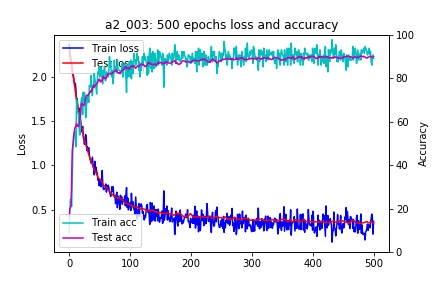 a2_003: 500 epochs loss and accuracy
Train loss
Test loss
Train acc
Test acc
Loss
2.0
1.5
1.0
0.5
Accuracy
100
80
60
40
20
0
0
100
200
300
400
500